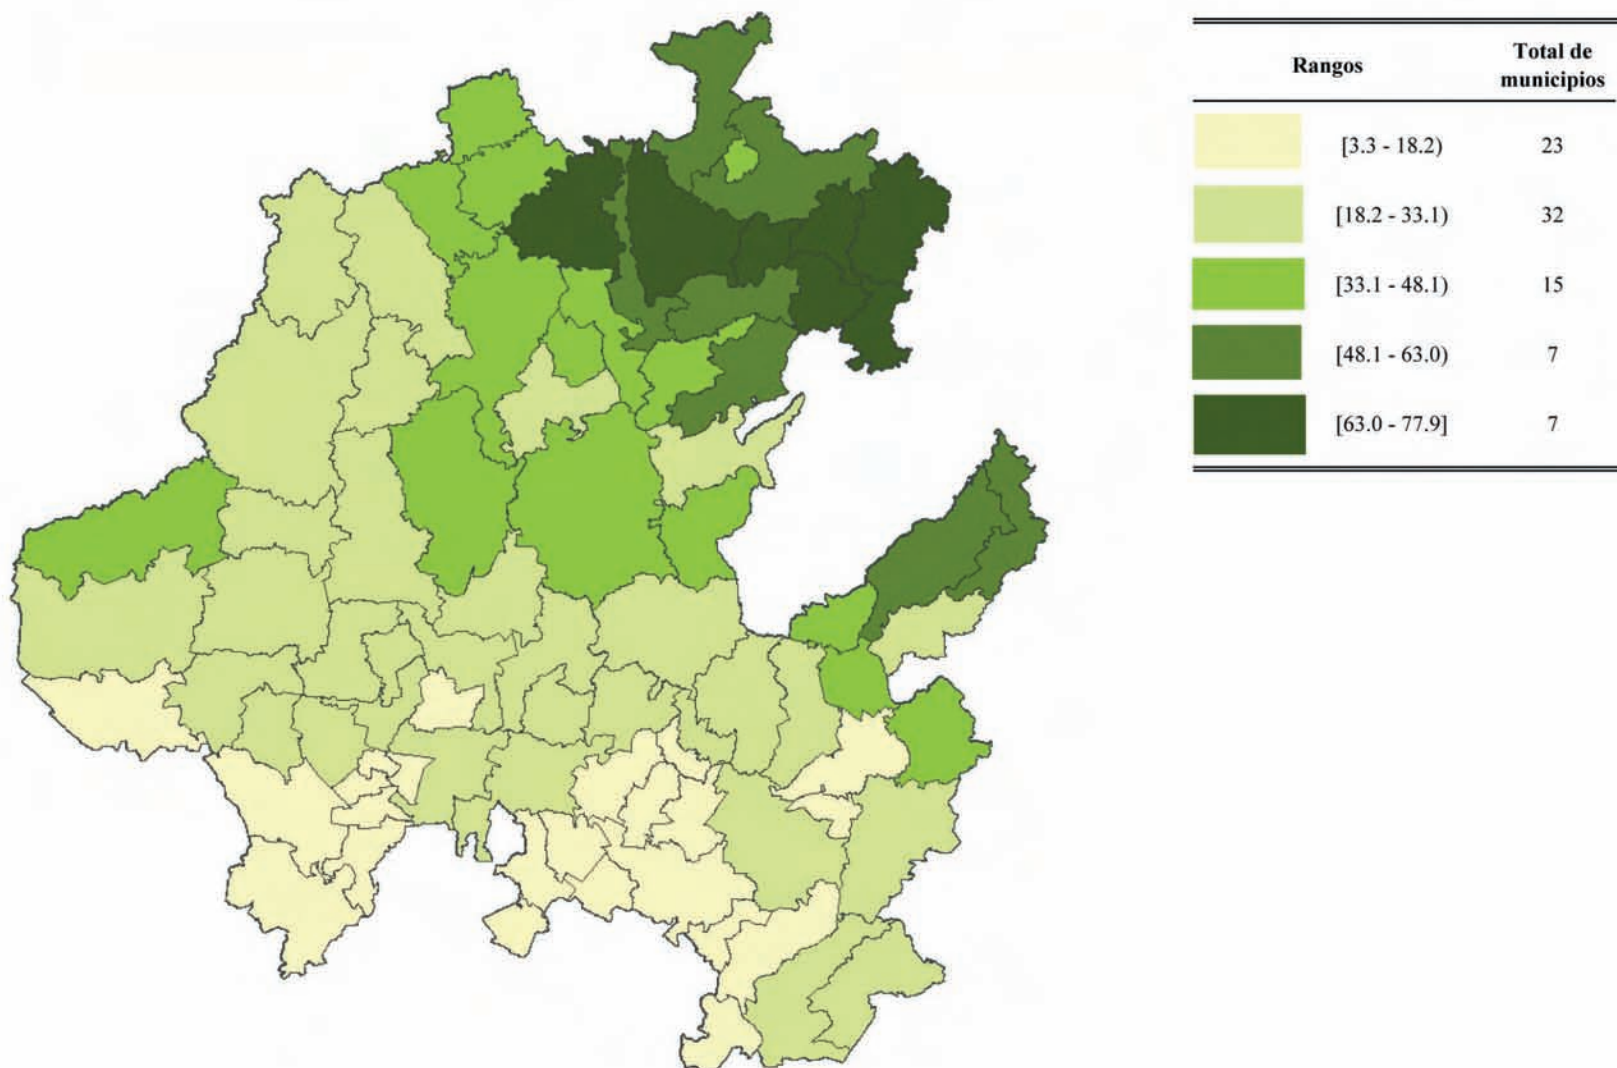 Rangos Total de
municipios
[3.3 - 18.2) 23
[18.2 - 33.1) 32
[33.1 - 48.1) 15
[48.1 - 63.0) 7
[63.0 - 77.9] 7